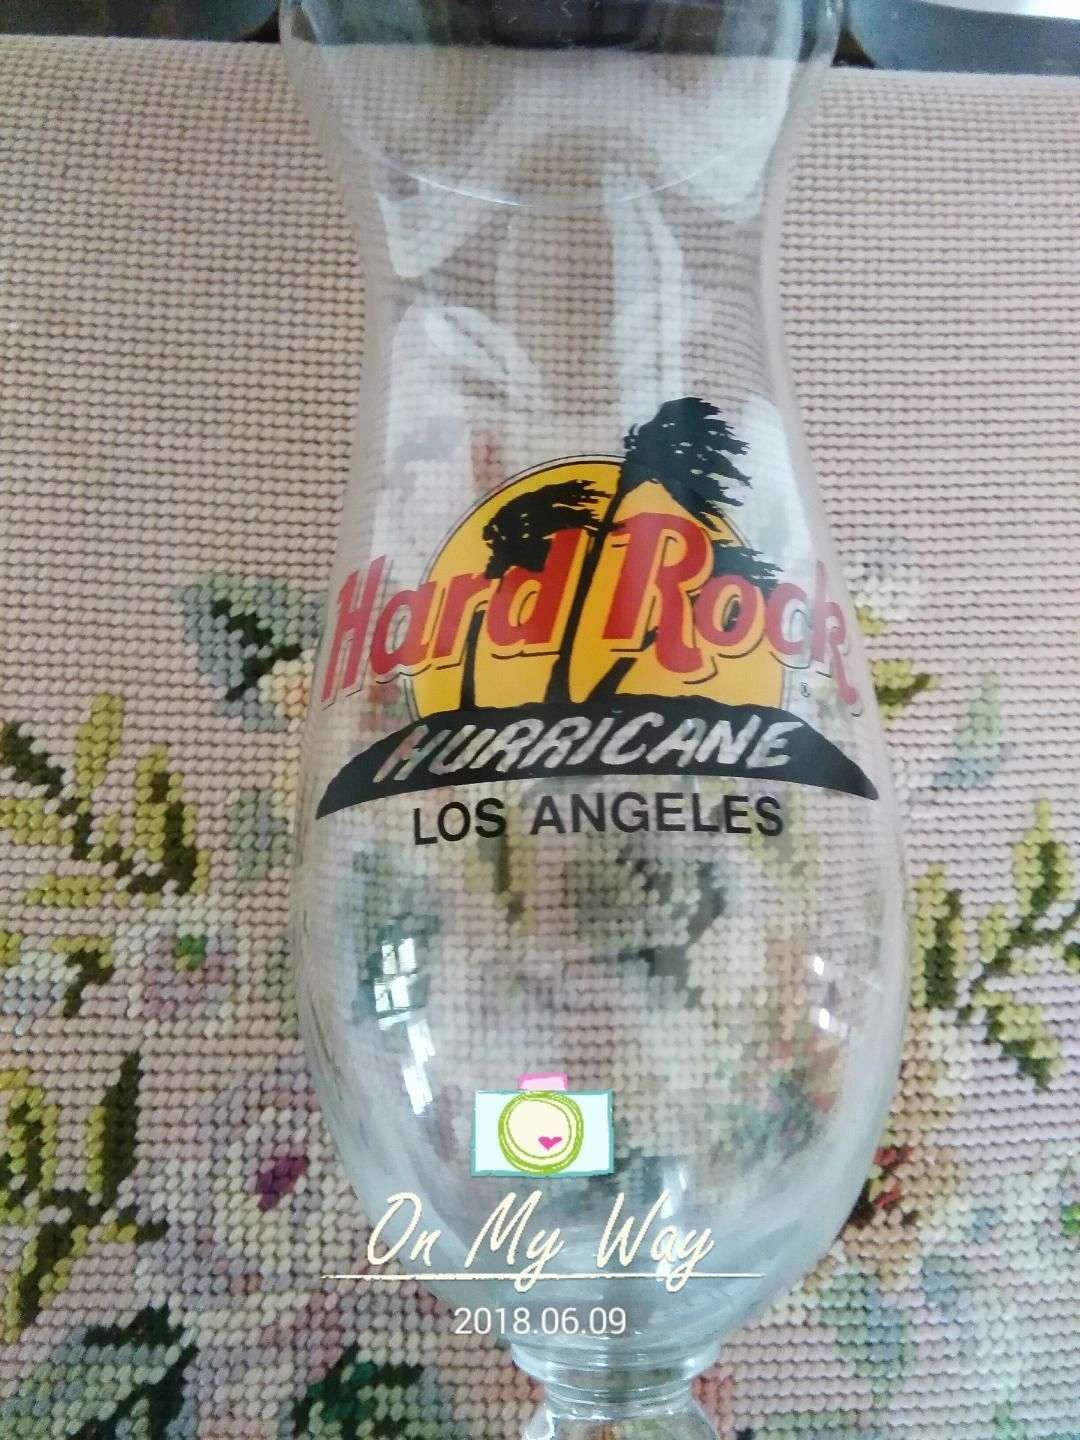 Hard Rock
®
HURRICANE
LOS ANGELES
On My Way
2018.06.09